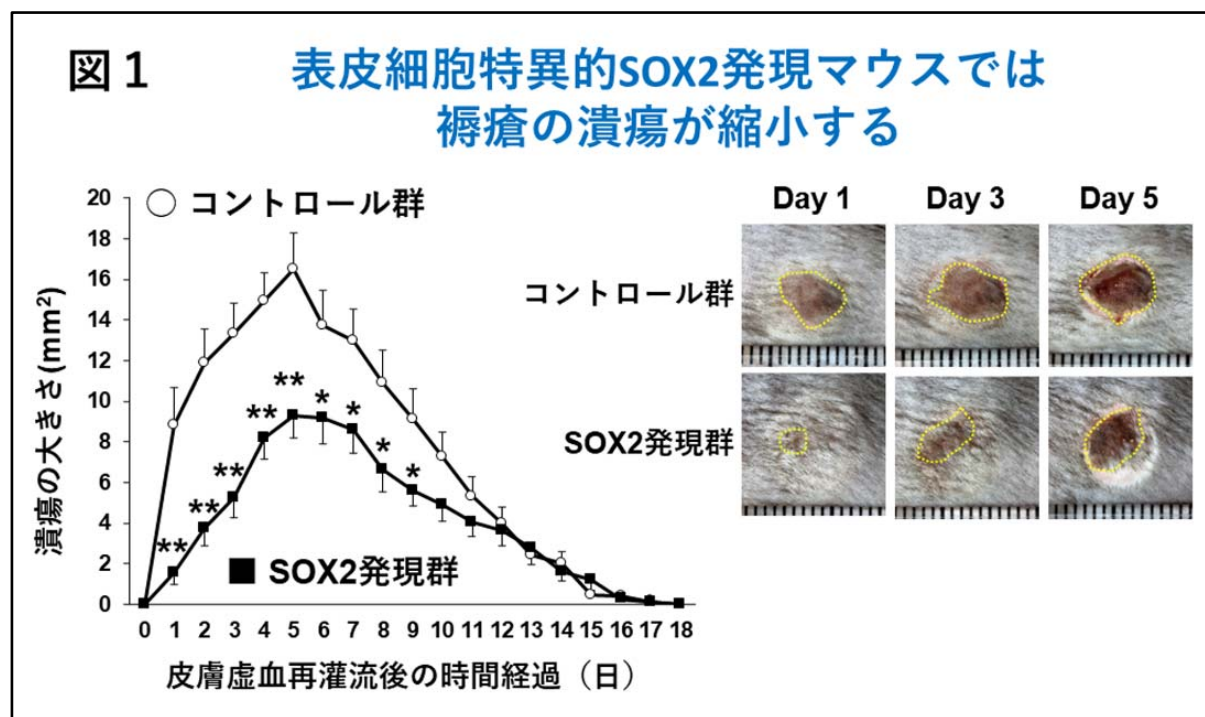 図1
表皮細胞特異的SOX2発現マウスでは
褥瘡の潰瘍が縮小する
潰瘍の大きさ(mm²)
20
18
16
14
12
10
8
6
4
2
0
○ コントロール群
** ** ** ** ** * * * *
■ SOX2発現群
0 1 2 3 4 5 6 7 8 9 10 11 12 13 14 15 16 17 18
皮膚虚血再灌流後の時間経過（日）
Day 1 Day 3 Day 5
コントロール群
SOX2発現群